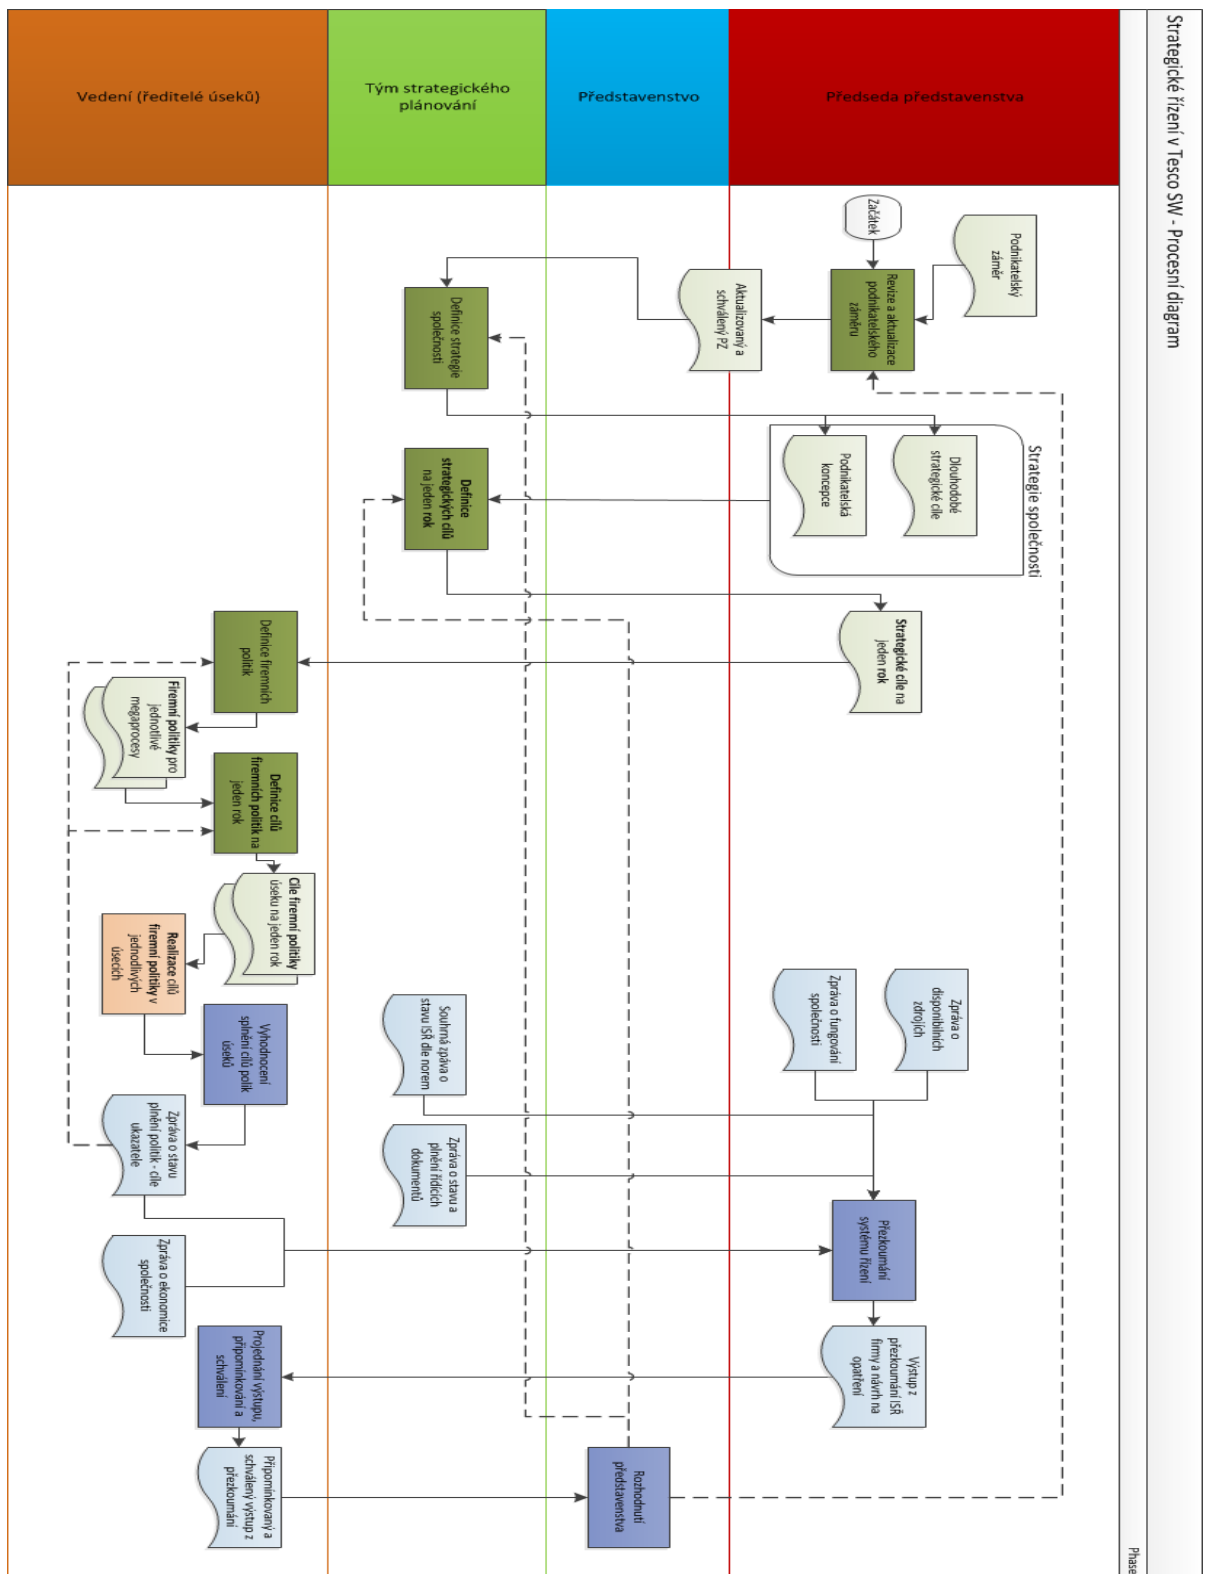 Strategické řízení v Tesco SW - Procesní diagram
Phase
Předseda představenstva
Představenstvo
Tým strategického
plánování
Vedení (ředitelé úseků)
Začátek
Podnikatelský
záměr
Revize a aktualizace
podnikatelského
záměru
Aktualizovaný a
schválený PZ
Definice strategie
společnosti
Strategie společnosti
Dlouhodobé
strategické cíle
Podnikatelská
koncepce
Definice
strategických cílů
na jeden rok
Strategické cíle na
jeden rok
Definice firemních
politik
Firemní politiky pro
jednotlivé
megaprocesy
Definice cílů
firemních politik na
jeden rok
Cíle firemní politiky
úseku na jeden rok
Realizace cílů
firemní politiky v
jednodlivých
úsecích
Vyhodnocení
splnění cílů polik
úseků
Zpráva o stavu
plnění politik - cíle
ukazatele
Zpráva o ekonomice
společnosti
Zpráva o
disponibilních
zdrojích
Zpráva o fungování
společnosti
Souhrná zpáva o
stavu ISŘ dle norem
Zpráva o stavu a
plnění řídících
dokumentů
Přezkoumání
systému řízení
Výstup z
přezkoumání ISŘ
firmy a návrh na
opatření
Projednání výstupu,
připomínkování a
schválení
Připomínkovaný a
schválený výstup z
přezkoumání
Rozhodnutí
představenstva